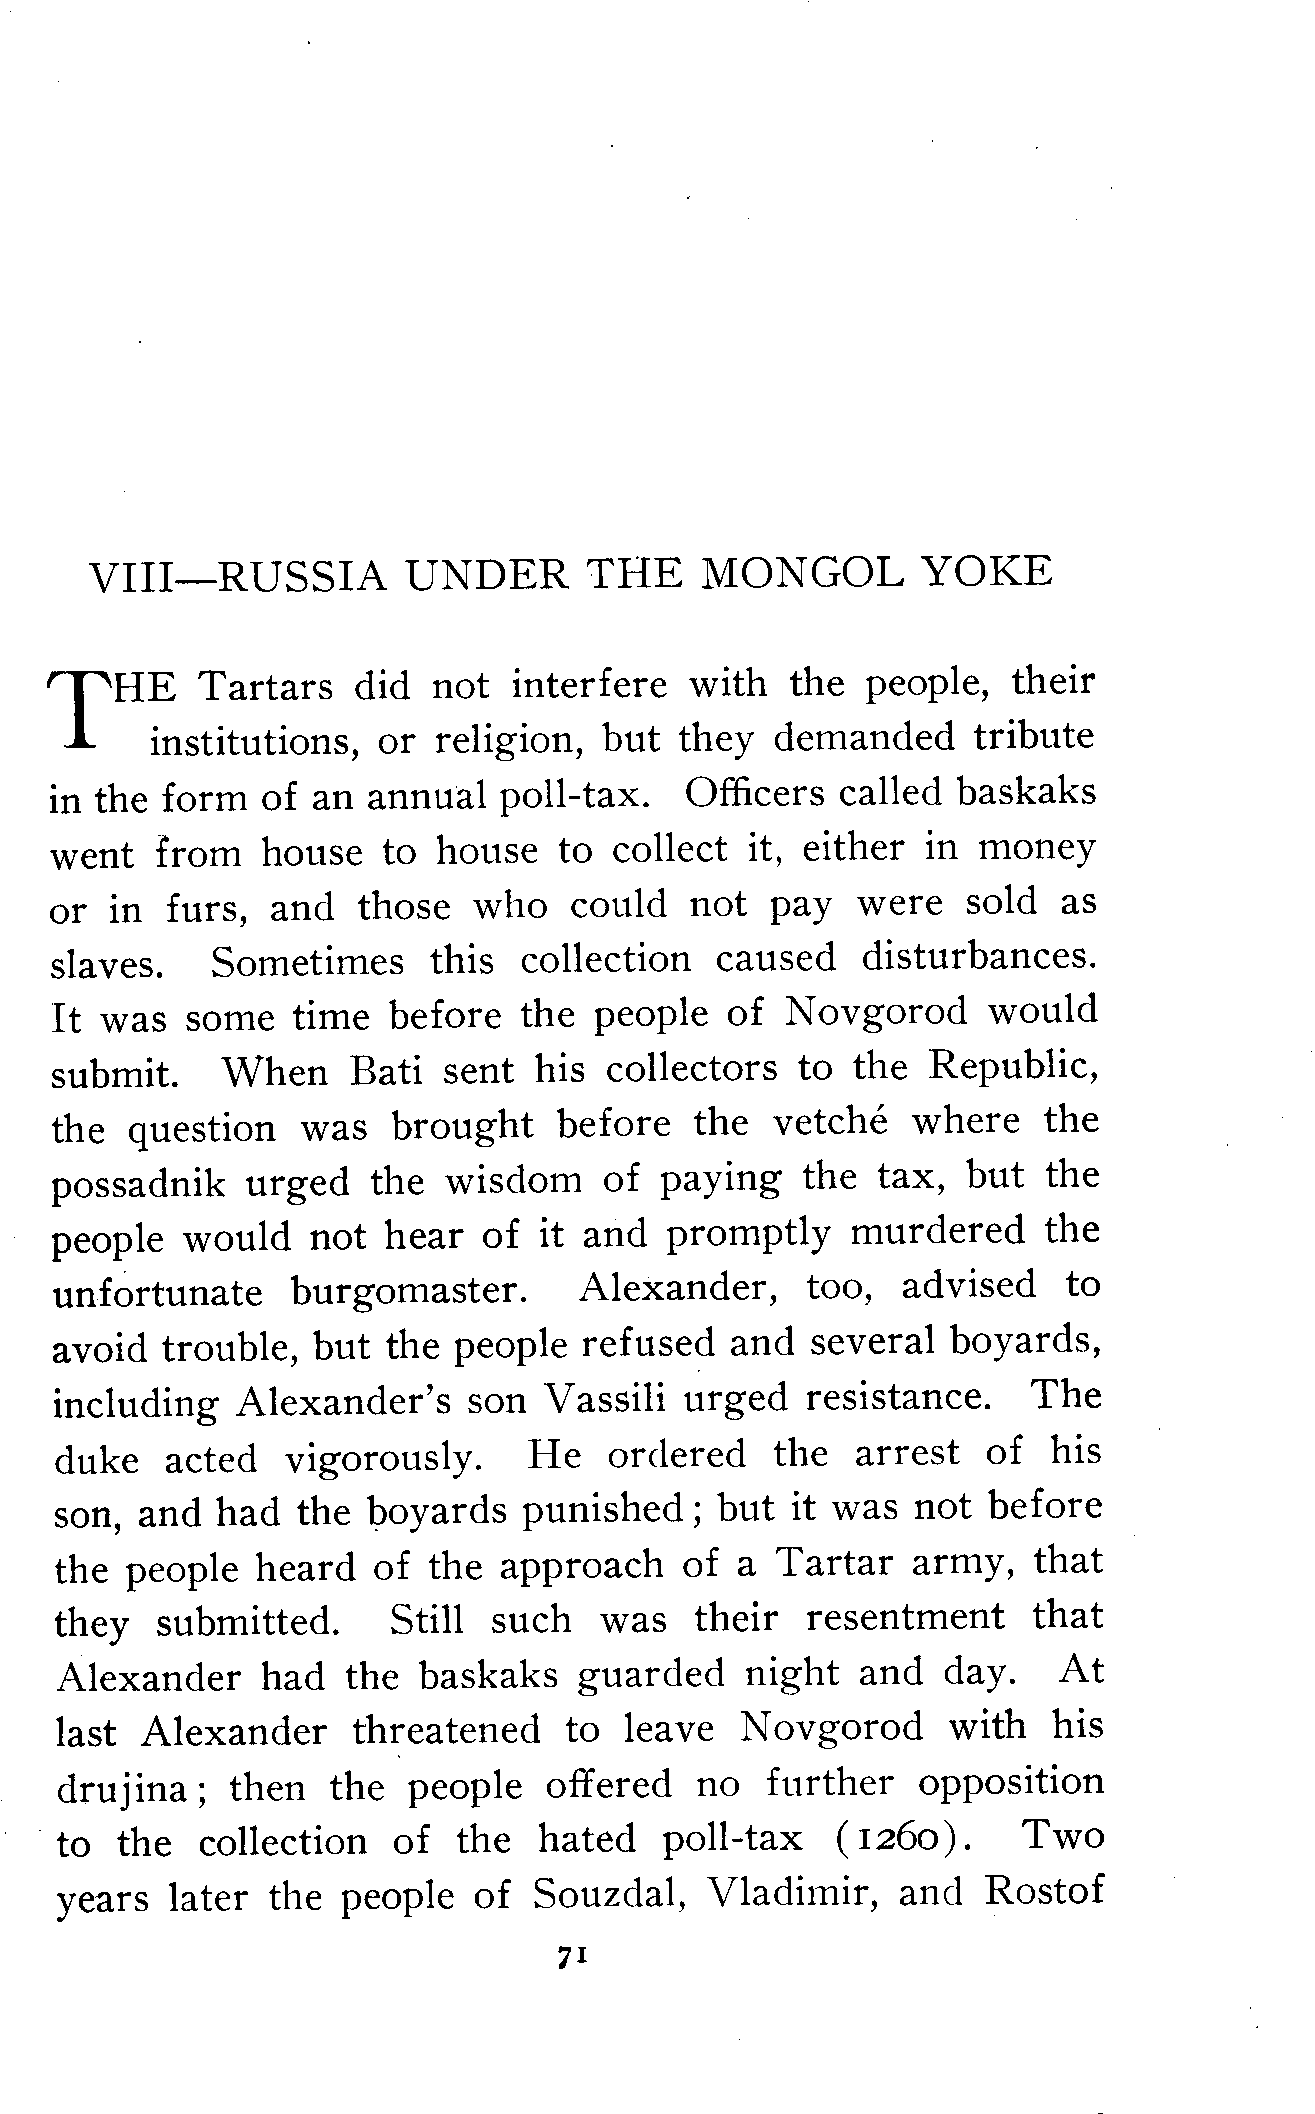 VIII—RUSSIA UNDER THE MONGOL YOKE
THE Tartars did not interfere with the people, their
institutions, or religion, but they demanded tribute
in the form of an annual poll-tax. Officers called baskaks
went from house to house to collect it, either in money
or in furs, and those who could not pay were sold as
slaves. Sometimes this collection caused disturbances.
It was some time before the people of Novgorod would
submit. When Bati sent his collectors to the Republic,
the question was brought before the vetché where the
possadnik urged the wisdom of paying the tax, but the
people would not hear of it and promptly murdered the
unfortunate burgomaster. Alexander, too, advised to
avoid trouble, but the people refused and several boyards,
including Alexander's son Vassili urged resistance. The
duke acted vigorously. He ordered the arrest of his
son, and had the boyards punished; but it was not before
the people heard of the approach of a Tartar army, that
they submitted. Still such was their resentment that
Alexander had the baskaks guarded night and day. At
last Alexander threatened to leave Novgorod with his
drujina; then the people offered no further opposition
to the collection of the hated poll-tax (1260). Two
years later the people of Souzdal, Vladimir, and Rostof
71